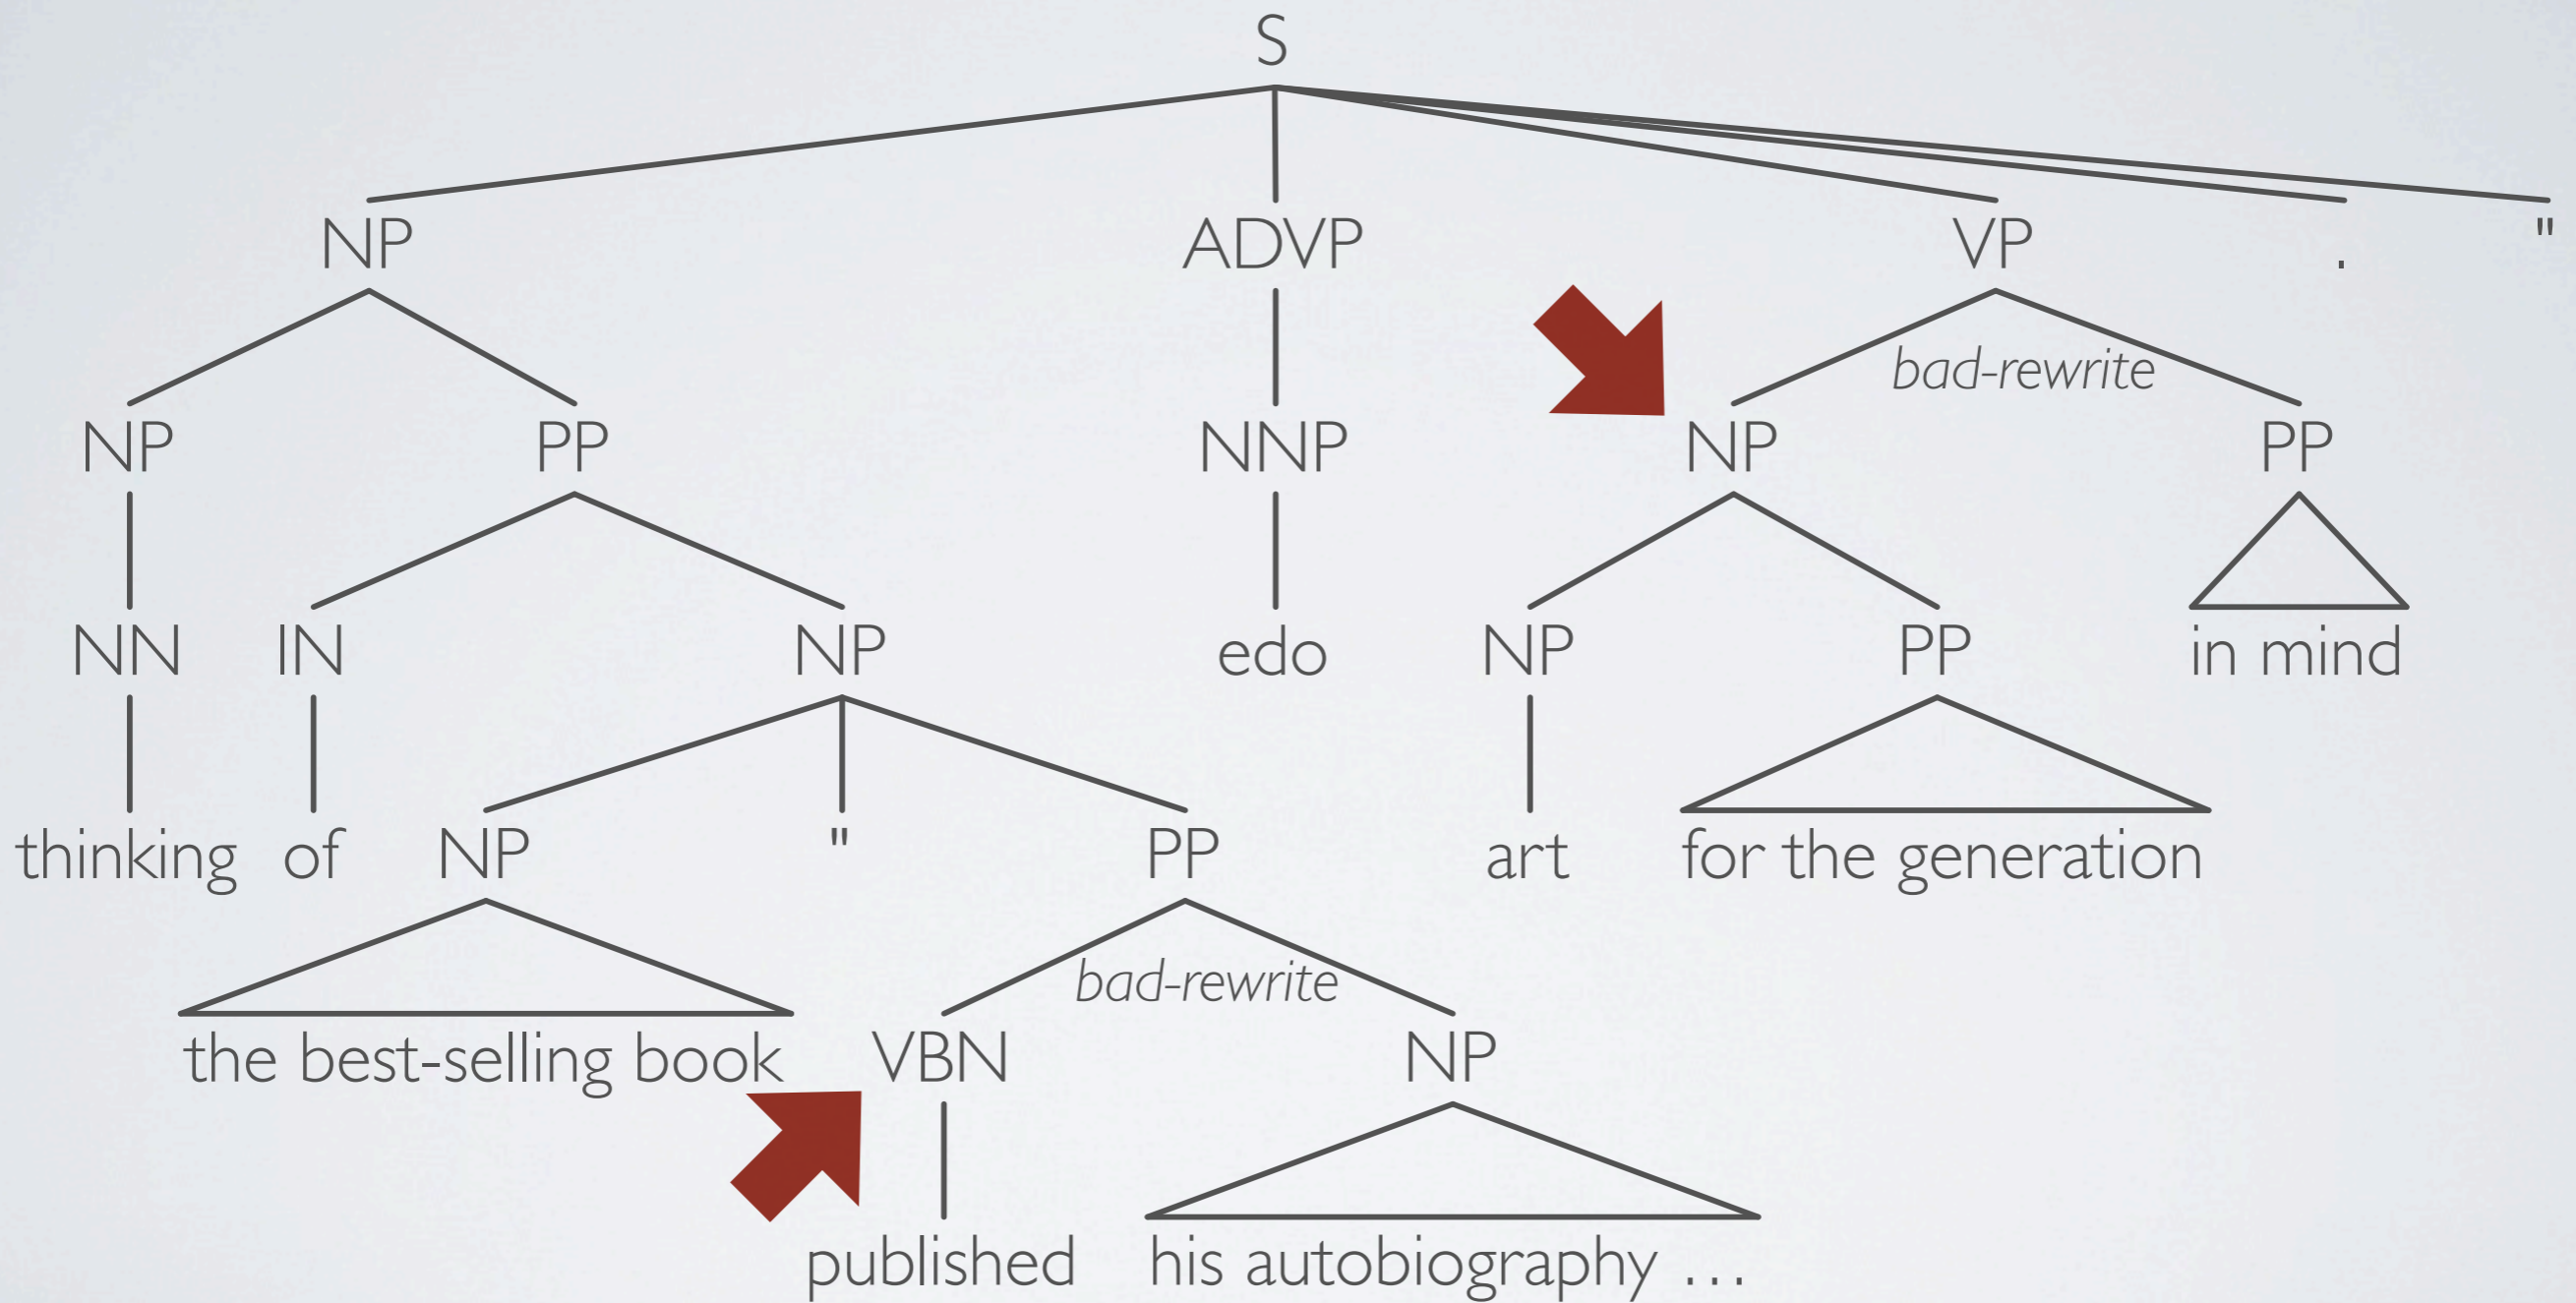 S
NP ADVP VP . "
bad-rewrite
NP PP NNP NP PP
NN IN NP edo NP PP in mind
thinking of NP " PP art for the generation
bad-rewrite
the best-selling book VBN NP
published his autobiography …